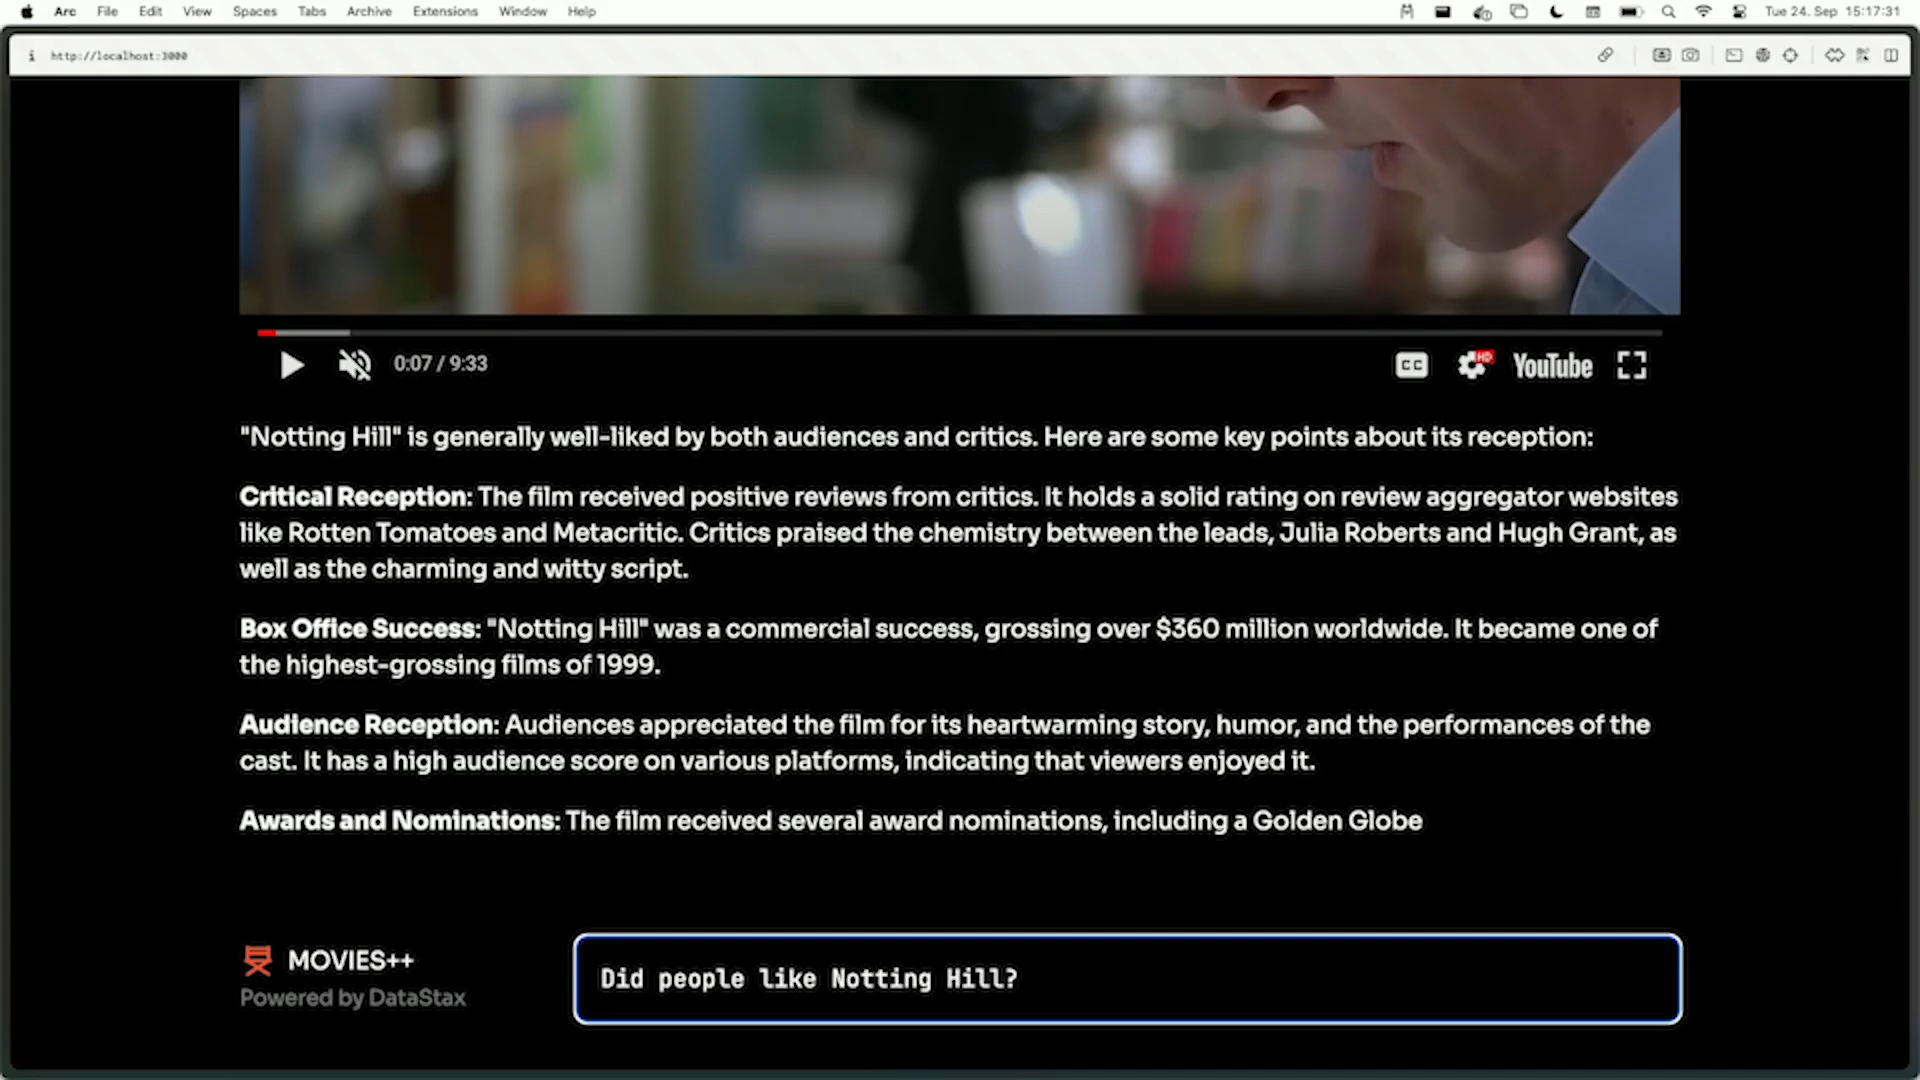 Arc File Edit View Spaces Tabs Archive Extensions Window Help Tue 24. Sep 15:17:31
http://localhost:3000
0:07 / 9:33 CC HD YouTube
"Notting Hill" is generally well-liked by both audiences and critics. Here are some key points about its reception:
Critical Reception: The film received positive reviews from critics. It holds a solid rating on review aggregator websites
like Rotten Tomatoes and Metacritic. Critics praised the chemistry between the leads, Julia Roberts and Hugh Grant, as
well as the charming and witty script.
Box Office Success: "Notting Hill" was a commercial success, grossing over $360 million worldwide. It became one of
the highest-grossing films of 1999.
Audience Reception: Audiences appreciated the film for its heartwarming story, humor, and the performances of the
cast. It has a high audience score on various platforms, indicating that viewers enjoyed it.
Awards and Nominations: The film received several award nominations, including a Golden Globe
MOVIES++
Powered by DataStax
Did people like Notting Hill?